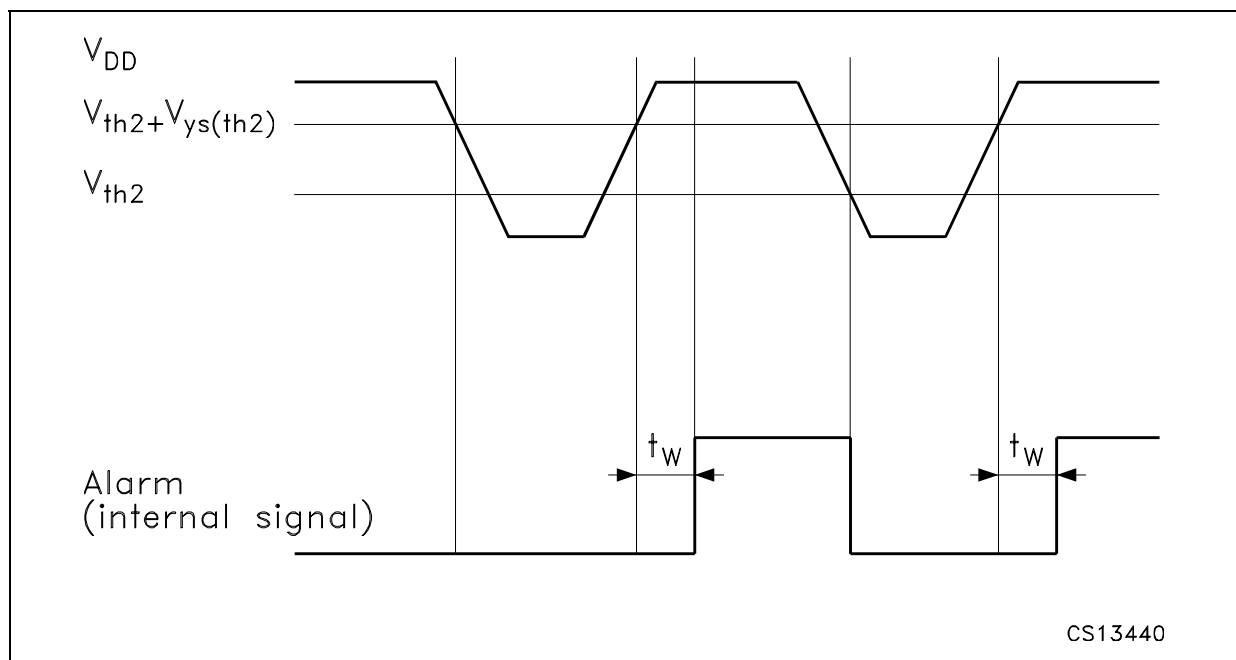 VDD
Vth2+Vys(th2)
Vth2
tW
tW
Alarm
(internal signal)
CS13440